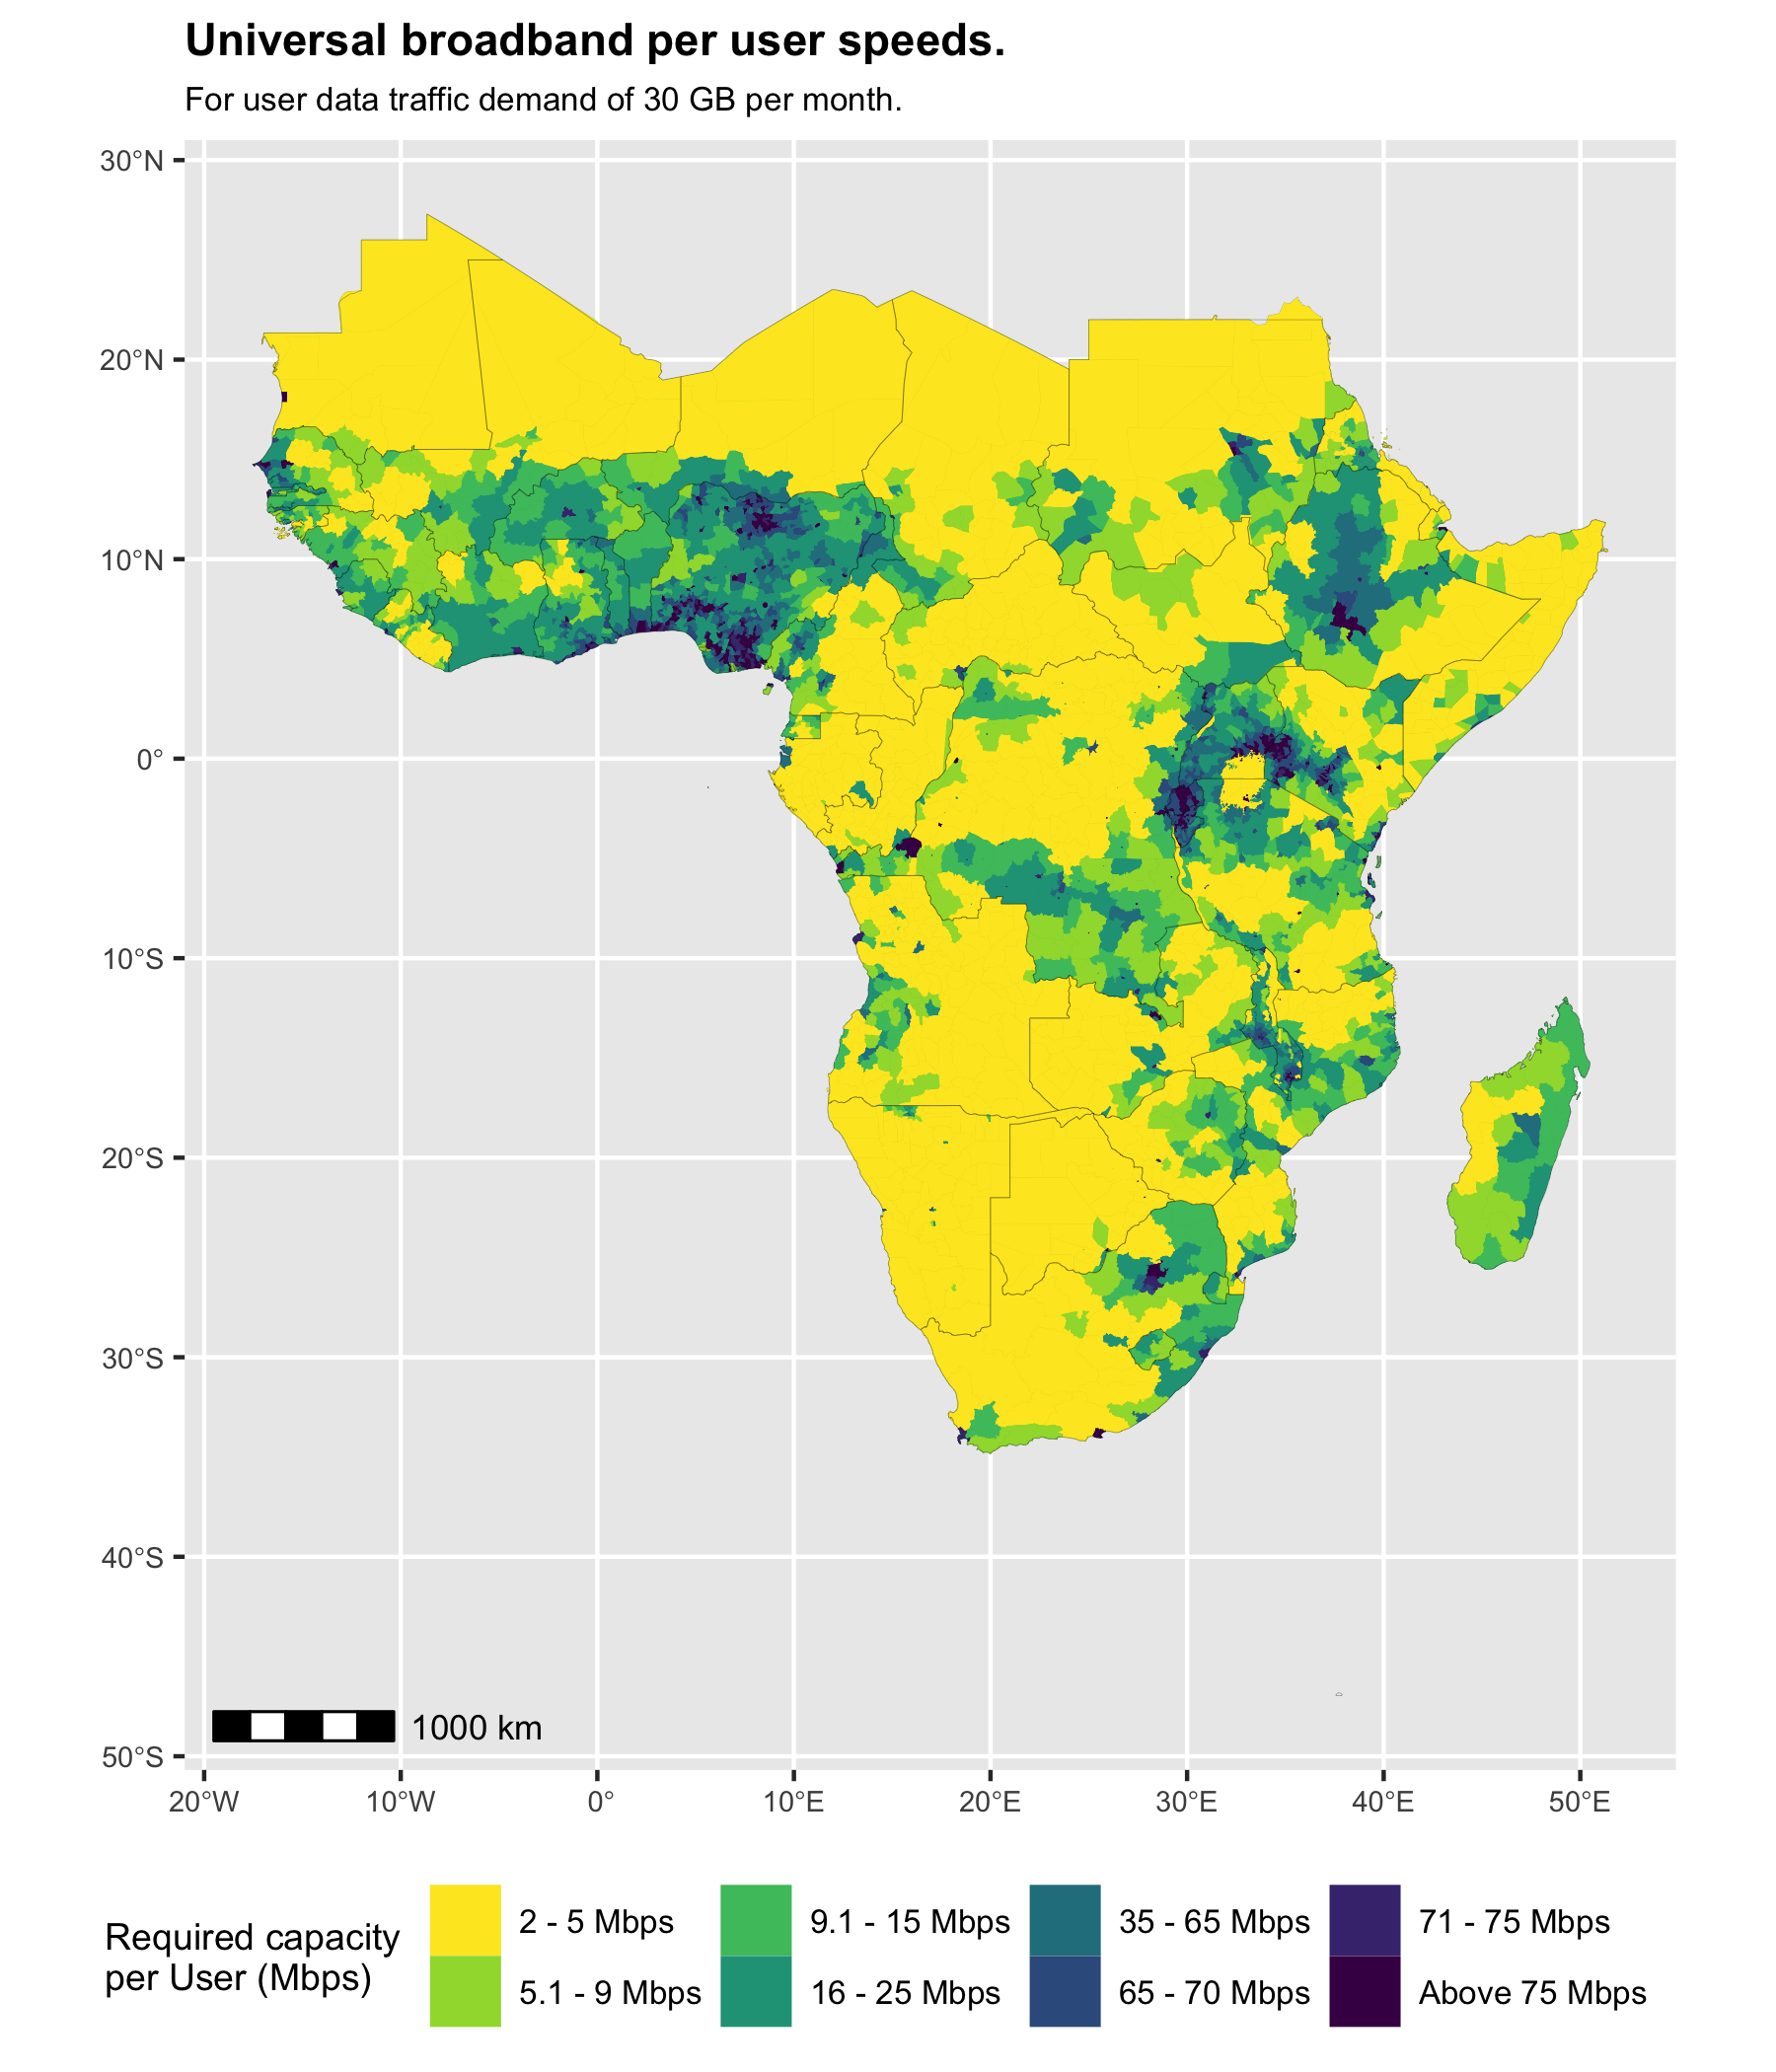 Universal broadband per user speeds.
For user data traffic demand of 30 GB per month.
30°N
20°N
10°N
0°
10°S
20°S
30°S
40°S
50°S
1000 km
20°W 10°W 0° 10°E 20°E 30°E 40°E 50°E
Required capacity
per User (Mbps)
2 - 5 Mbps
5.1 - 9 Mbps
9.1 - 15 Mbps
16 - 25 Mbps
35 - 65 Mbps
65 - 70 Mbps
71 - 75 Mbps
Above 75 Mbps